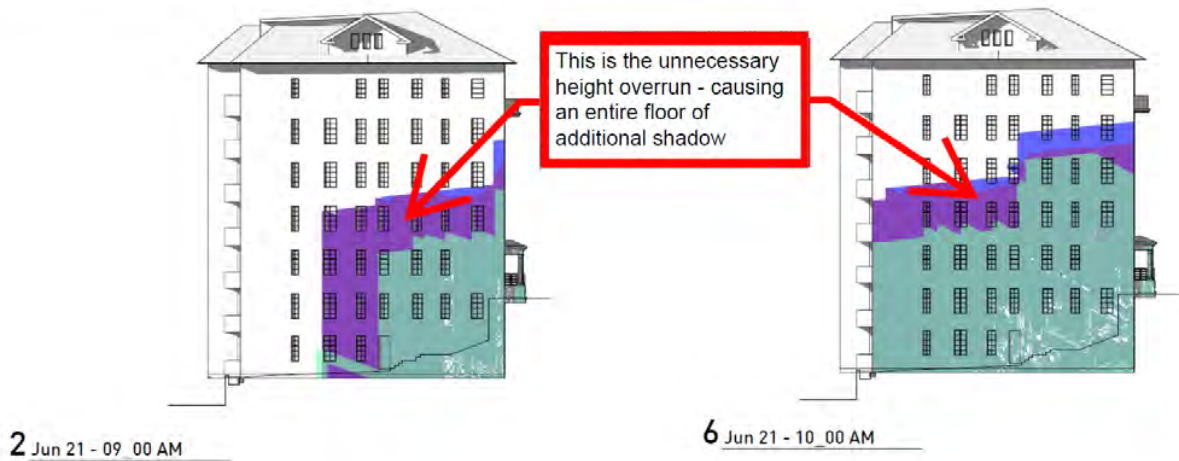 This is the unnecessary
height overrun - causing
an entire floor of
additional shadow
2 Jun 21 - 09_00 AM
6 Jun 21 - 10_00 AM